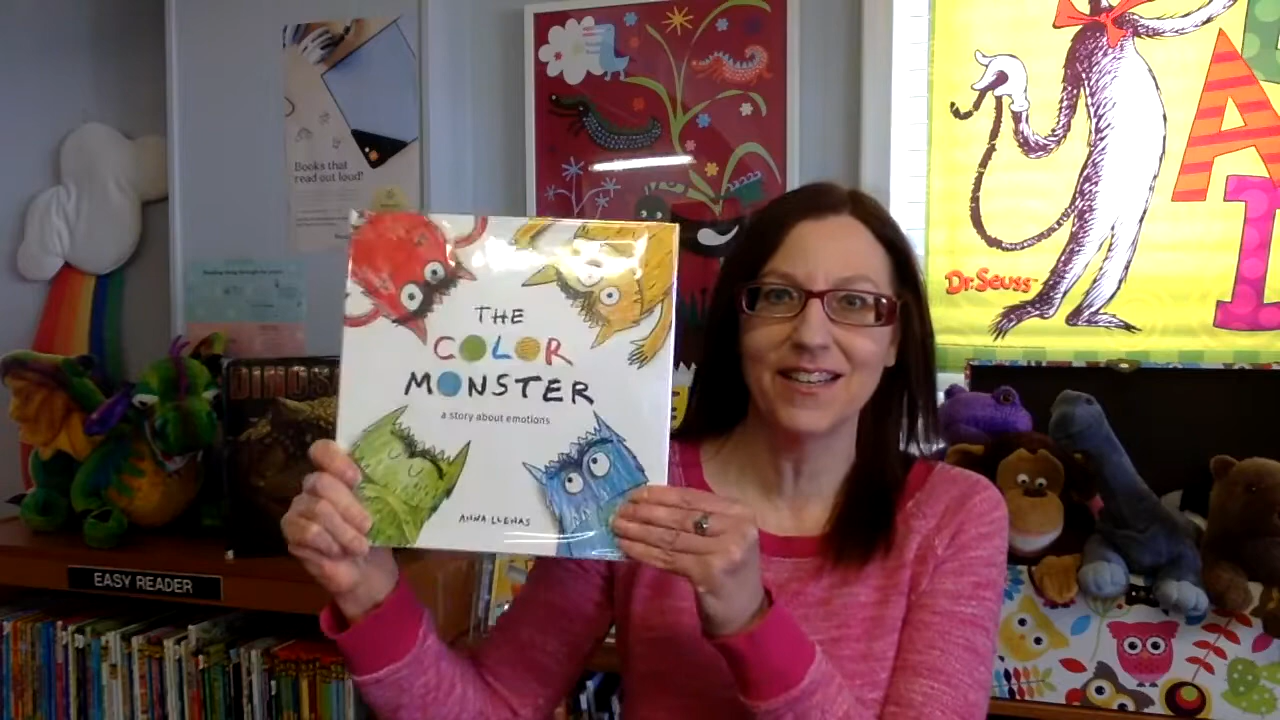 Books that
read out loud!
THE
COLOR
MONSTER
a story about emotions
ANNA LLENAS
Dr. Seuss
EASY READER